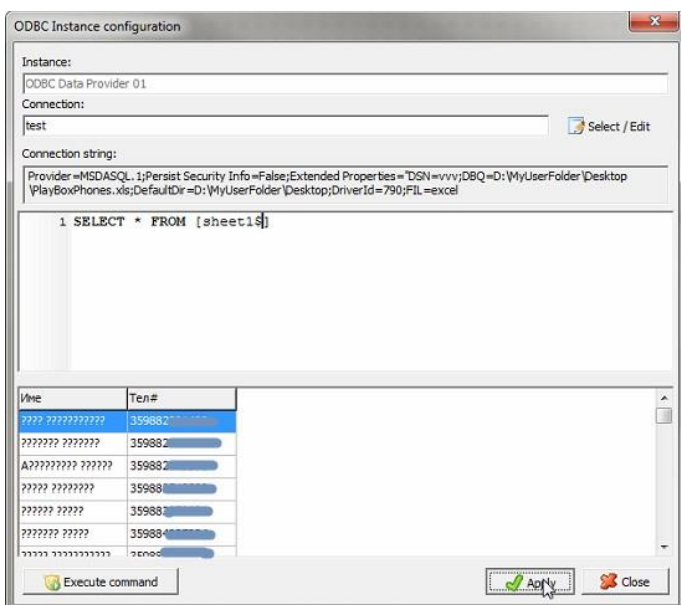 ODBC Instance configuration
Instance:
ODBC Data Provider 01
Connection:
test
Select / Edit
Connection string:
Provider=MSDASQL.1;Persist Security Info=False;Extended Properties="DSN=vvv;DBQ=D:\MyUserFolder\Desktop
\PlayBoxPhones.xls;DefaultDir=D:\MyUserFolder\Desktop;DriverId=790;FIL=excel
1 SELECT * FROM [sheet1$]
Име Тел#
???? ??????????? 359882
??????? ??????? 359882
A????????? ?????? 359882
????? ???????? 35988
?????? ????? 35988
??????? ????? 35988
Execute command
Apply
Close